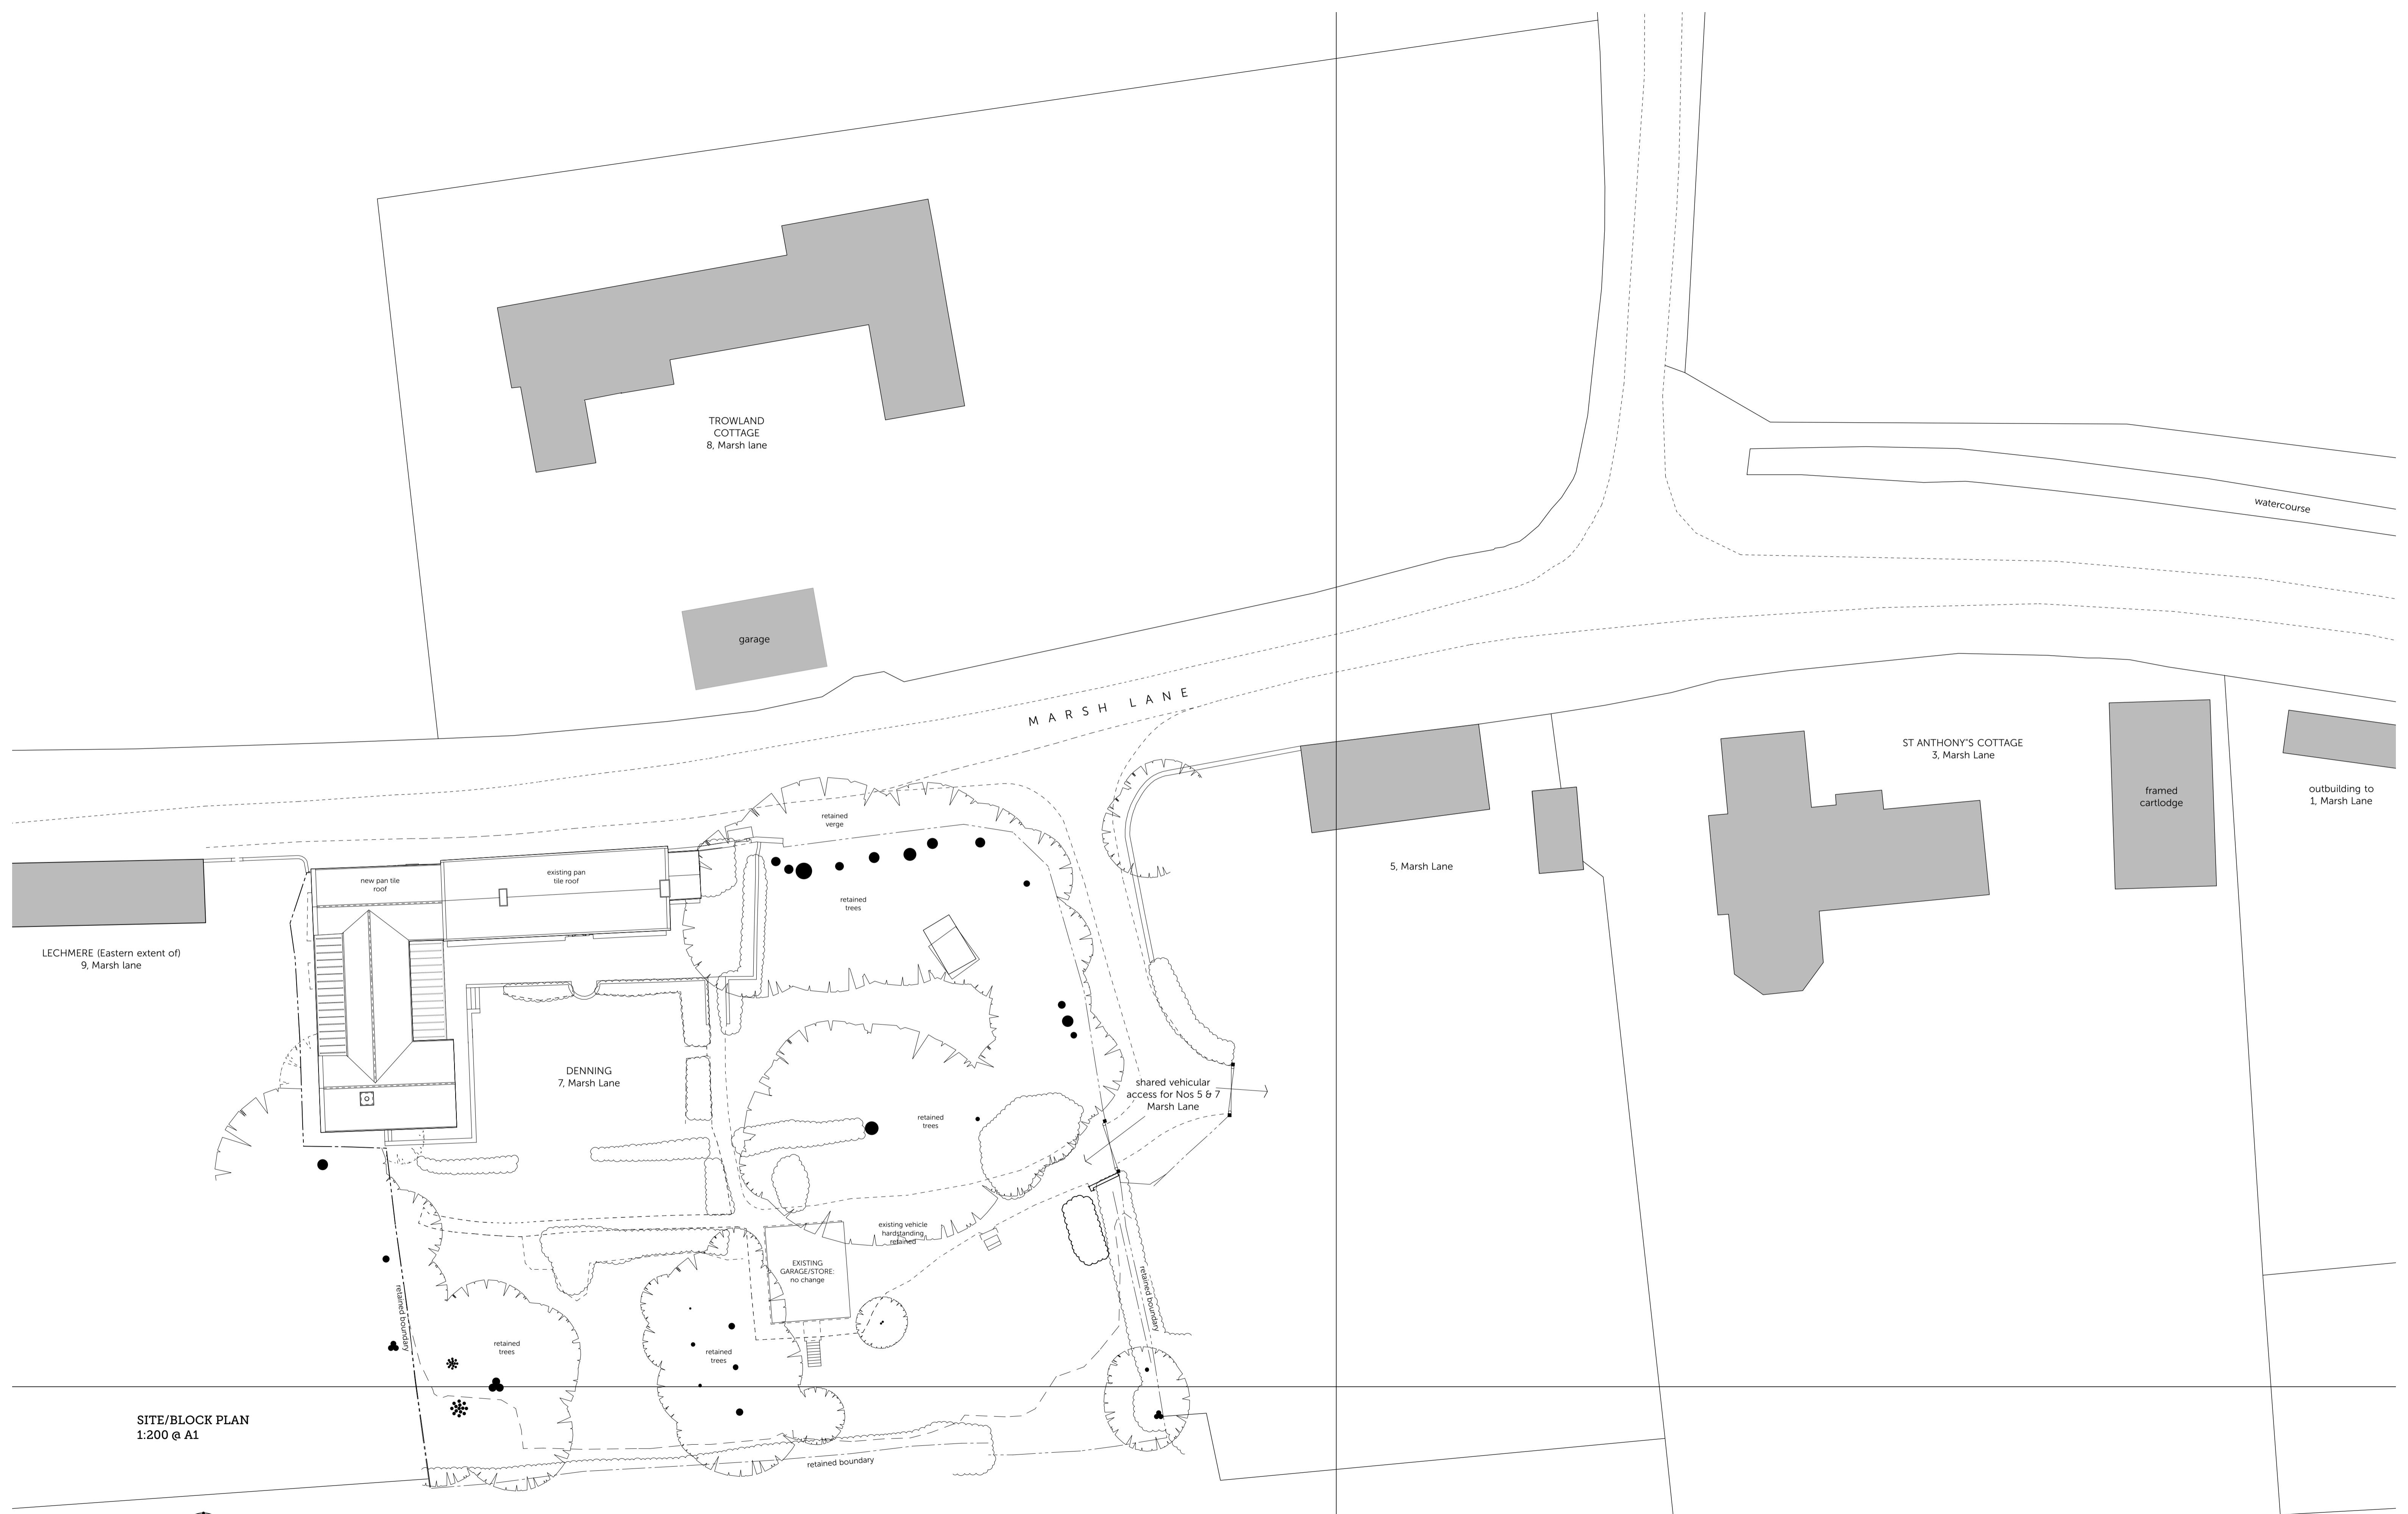 TROWLAND
COTTAGE
8, Marsh lane
watercourse
garage
MARSH LANE
ST ANTHONY"S COTTAGE
3, Marsh Lane
framed
cartlodge
outbuilding to
1, Marsh Lane
5, Marsh Lane
retained
verge
new pan tile
roof
existing pan
tile roof
retained
trees
LECHMERE (Eastern extent of)
9, Marsh lane
DENNING
7, Marsh Lane
shared vehicular
access for Nos 5 & 7
Marsh Lane
retained
trees
existing vehicle
hardstanding
retained
EXISTING
GARAGE/STORE:
no change
retained boundary
retained boundary
retained
trees
retained
trees
SITE/BLOCK PLAN
1:200 @ A1
retained boundary